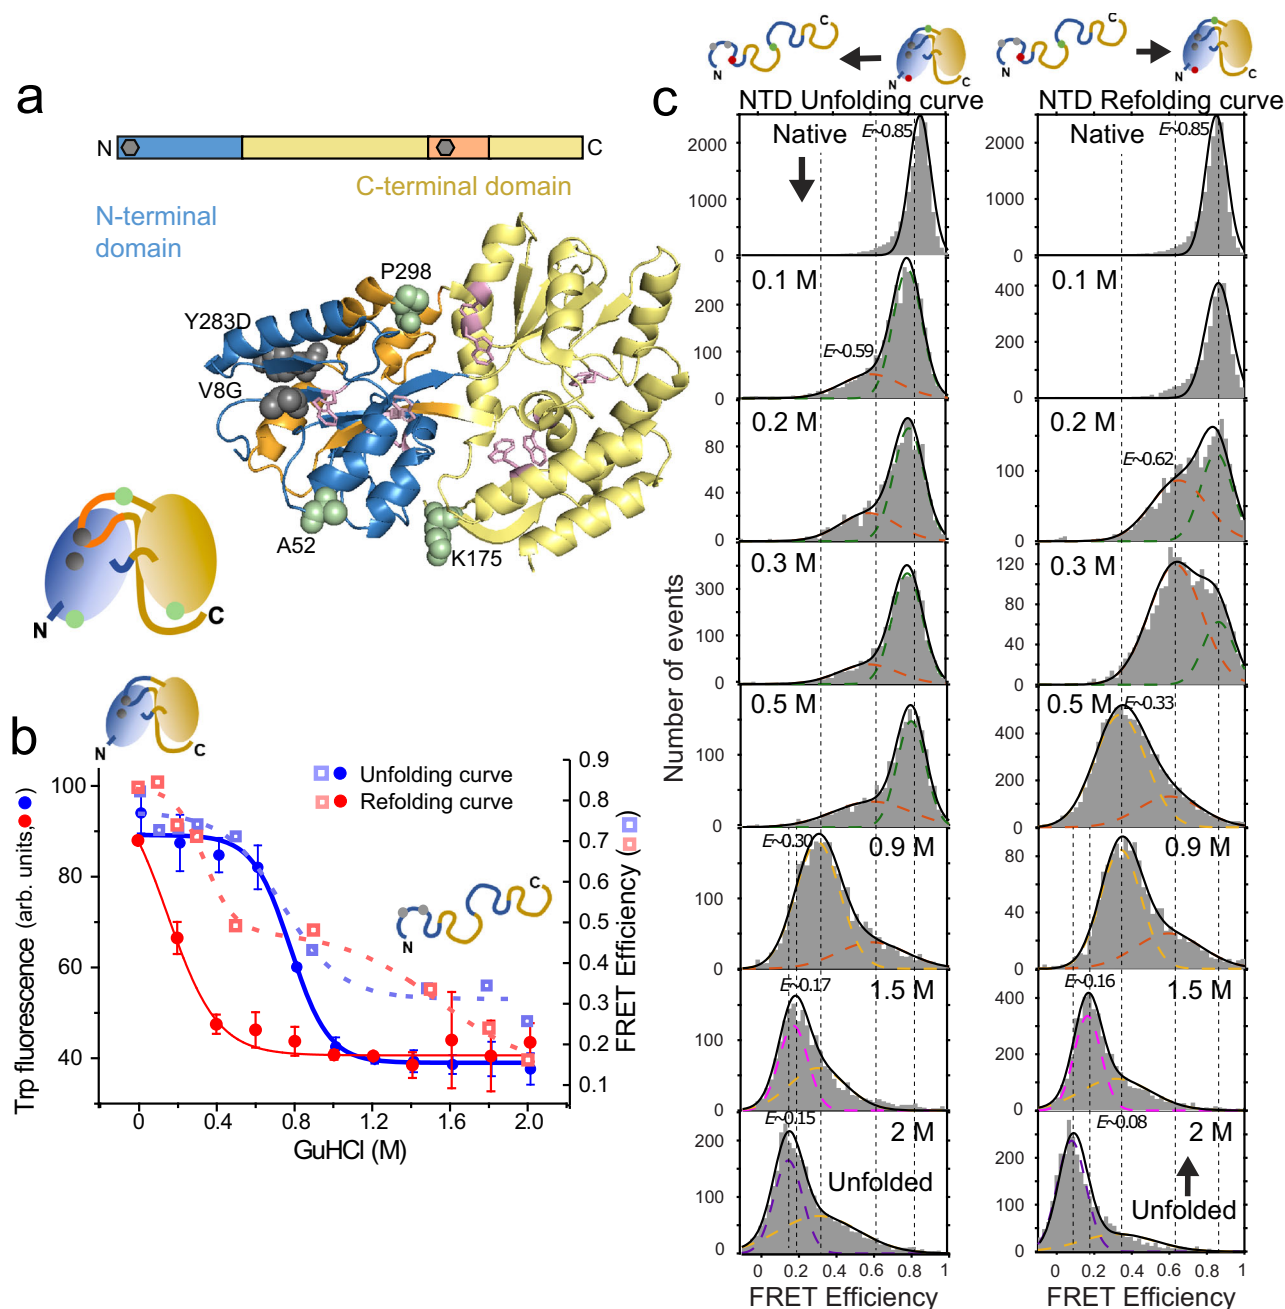 a
N
C
C-terminal domain
N-terminal
domain
P298
Y283D
V8G
A52
K175
N
C
b
N
C
Unfolding curve
Refolding curve
N
C
Trp fluorescence (arb. units, )
100
80
60
40
0
0.4
0.8
1.2
1.6
2.0
GuHCl (M)
0.9
0.8
0.7
0.6
0.5
0.4
0.3
0.2
0.1
FRET Efficiency ( )
c
N
C
N
C
N
C
N
C
NTD Unfolding curve
NTD Refolding curve
Number of events
Native
E~0.85
2000
1000
0
Native
E~0.85
2000
1000
0
0.1 M
E~0.59
200
100
0
0.1 M
400
200
0
0.2 M
80
40
0
0.2 M
E~0.62
100
0
0.3 M
300
100
0
0.3 M
120
80
40
0
0.5 M
100
0
0.5 M
E~0.33
400
200
0
E~0.30
0.9 M
100
0
0.9 M
80
40
0
E~0.17
1.5 M
100
0
E~0.16
1.5 M
400
200
0
E~0.15
2 M
Unfolded
200
100
0
E~0.08
2 M
Unfolded
200
100
0
0
0.2
0.4
0.6
0.8
1
FRET Efficiency
0
0.2
0.4
0.6
0.8
1
FRET Efficiency